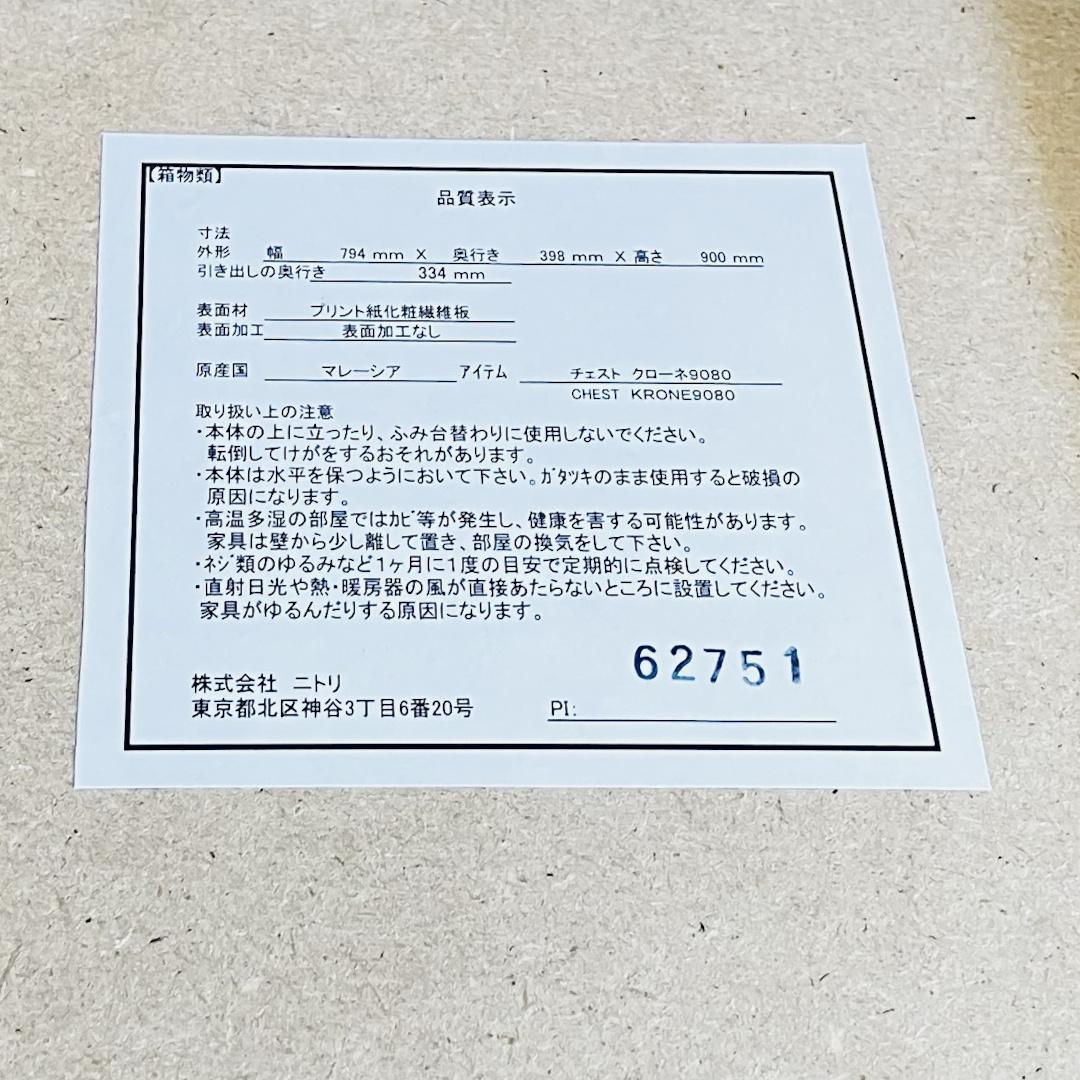 【箱物類】
品質表示
寸法
外形 幅 794 mm X 奥行き 398 mm X 高さ 900 mm
引き出しの奥行き 334 mm
表面材 プリント紙化粧繊維板
表面加工 表面加工なし
原産国 マレーシア アイテム チェスト クローネ9080
CHEST KRONE9080
取り扱い上の注意
・本体の上に立ったり、ふみ台替わりに使用しないでください。
転倒してけがをするおそれがあります。
・本体は水平を保つようにおいて下さい。ｶﾞﾀﾂｷのまま使用すると破損の
原因になります。
・高温多湿の部屋ではｶﾋﾞ等が発生し、健康を害する可能性があります。
家具は壁から少し離して置き、部屋の換気をして下さい。
・ﾈｼﾞ類のゆるみなど1ヶ月に1度の目安で定期的に点検してください。
・直射日光や熱・暖房器の風が直接あたらないところに設置してください。
家具がゆるんだりする原因になります。
62751
株式会社 ニトリ
東京都北区神谷3丁目6番20号 PI: